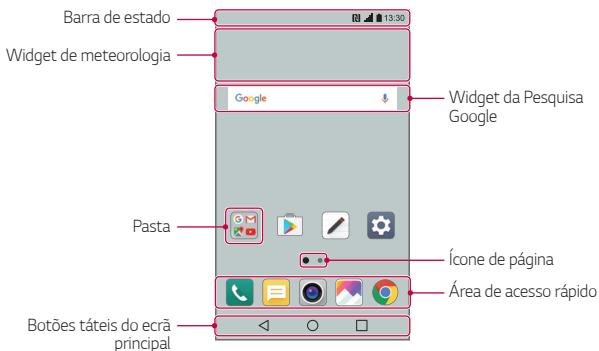 Barra de estado
13:30
Widget de meteorologia
Google
Widget da Pesquisa
Google
Pasta
Ícone de página
Área de acesso rápido
Botões táteis do ecrã
principal